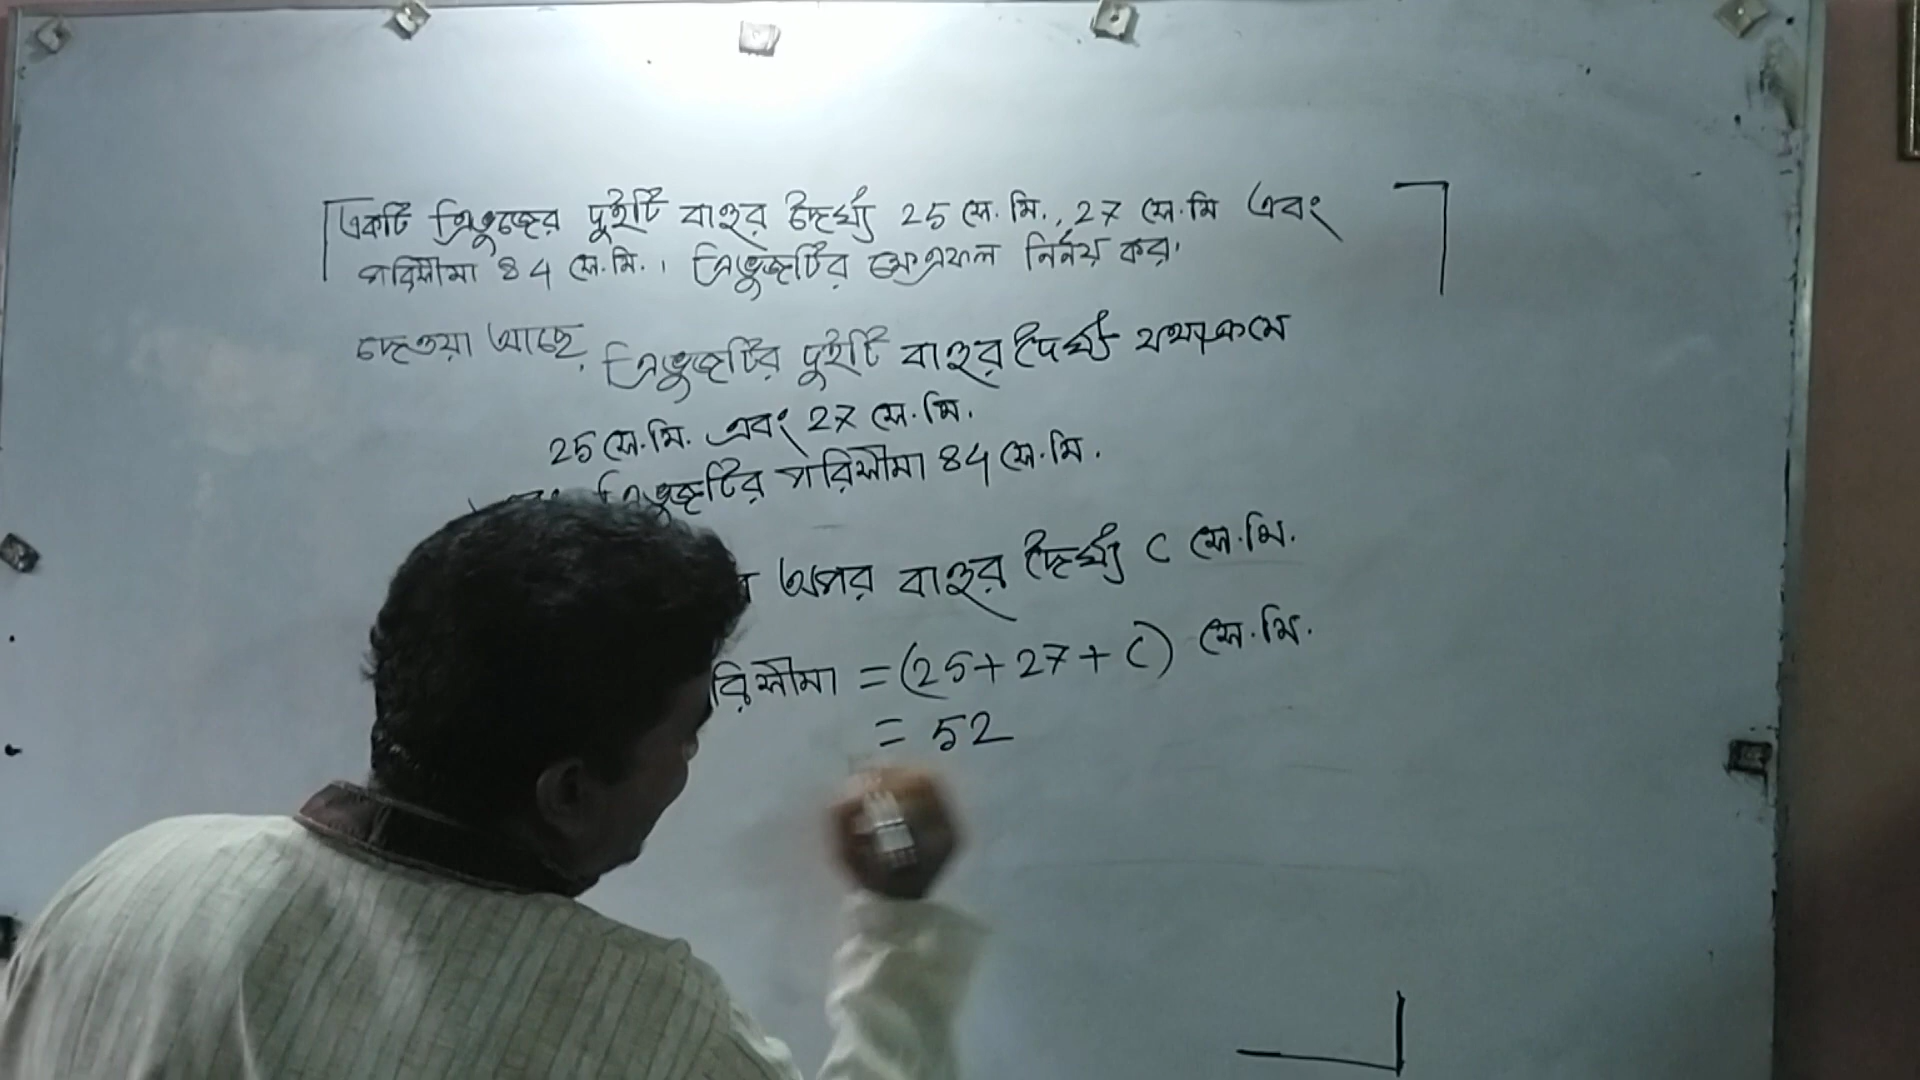 একটি ত্রিভুজের দুইটি বাহুর দৈর্ঘ্য 25 সে.মি., 27 সে.মি এবং
পরিসীমা 84 সে.মি.। ত্রিভুজটির ক্ষেত্রফল নির্নয় কর।
দেওয়া আছে, ত্রিভুজটির দুইটি বাহুর দৈর্ঘ্য যথাক্রমে
25 সে.মি. এবং 27 সে.মি.
ত্রিভুজটির পরিসীমা 84 সে.মি.
অপর বাহুর দৈর্ঘ্য C সে.মি.
রিসীমা = (25+27+C) সে.মি.
= 52